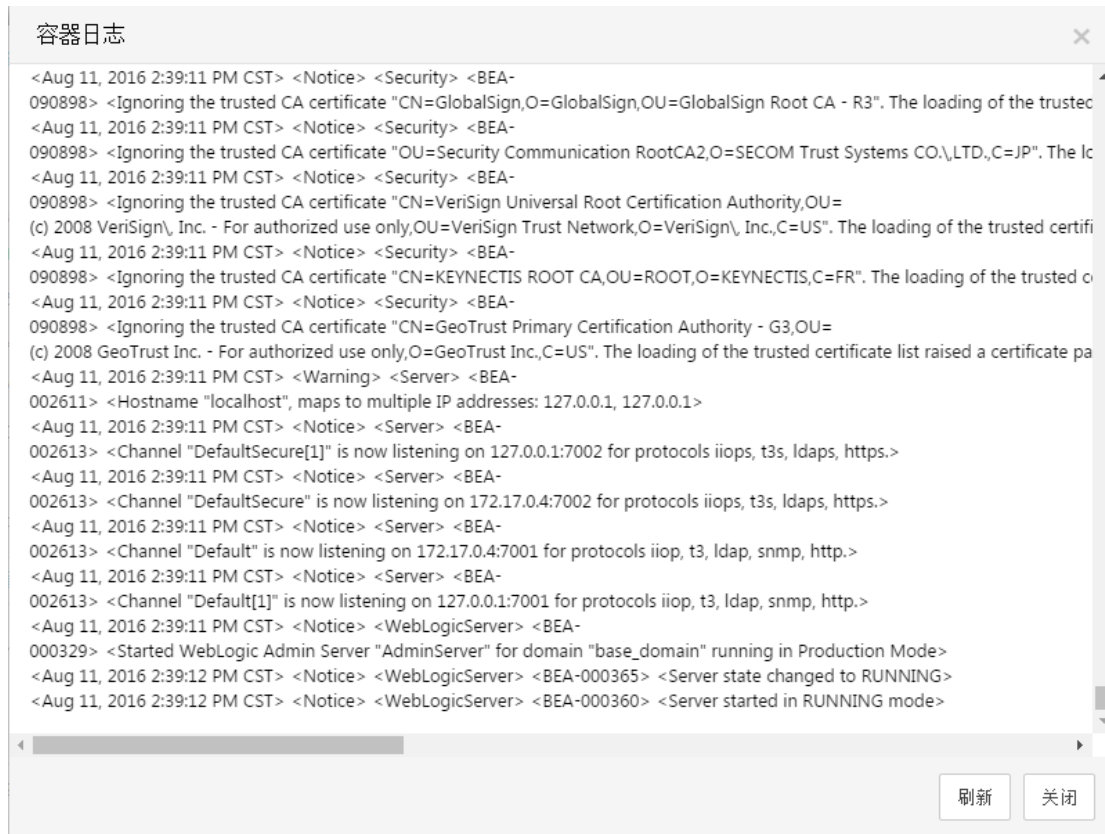 容器日志
<Aug 11, 2016 2:39:11 PM CST> <Notice> <Security> <BEA-
090898> <Ignoring the trusted CA certificate "CN=GlobalSign,O=GlobalSign,OU=GlobalSign Root CA - R3". The loading of the trusted
<Aug 11, 2016 2:39:11 PM CST> <Notice> <Security> <BEA-
090898> <Ignoring the trusted CA certificate "OU=Security Communication RootCA2,O=SECOM Trust Systems CO.\,LTD.,C=JP". The
<Aug 11, 2016 2:39:11 PM CST> <Notice> <Security> <BEA-
090898> <Ignoring the trusted CA certificate "CN=VeriSign Universal Root Certification Authority,OU=
(c) 2008 VeriSign\, Inc. - For authorized use only,OU=VeriSign Trust Network,O=VeriSign\, Inc.,C=US". The loading of the trusted certifi
<Aug 11, 2016 2:39:11 PM CST> <Notice> <Security> <BEA-
090898> <Ignoring the trusted CA certificate "CN=KEYNECTIS ROOT CA,OU=ROOT,O=KEYNECTIS,C=FR". The loading of the trusted
<Aug 11, 2016 2:39:11 PM CST> <Notice> <Security> <BEA-
090898> <Ignoring the trusted CA certificate "CN=GeoTrust Primary Certification Authority - G3,OU=
(c) 2008 GeoTrust Inc. - For authorized use only,O=GeoTrust Inc.,C=US". The loading of the trusted certificate list raised a certificate pa
<Aug 11, 2016 2:39:11 PM CST> <Warning> <Server> <BEA-
002611> <Hostname "localhost", maps to multiple IP addresses: 127.0.0.1, 127.0.0.1>
<Aug 11, 2016 2:39:11 PM CST> <Notice> <Server> <BEA-
002613> <Channel "DefaultSecure[1]" is now listening on 127.0.0.1:7002 for protocols iiops, t3s, ldaps, https.>
<Aug 11, 2016 2:39:11 PM CST> <Notice> <Server> <BEA-
002613> <Channel "DefaultSecure" is now listening on 172.17.0.4:7002 for protocols iiops, t3s, ldaps, https.>
<Aug 11, 2016 2:39:11 PM CST> <Notice> <Server> <BEA-
002613> <Channel "Default" is now listening on 172.17.0.4:7001 for protocols iiop, t3, ldap, snmp, http.>
<Aug 11, 2016 2:39:11 PM CST> <Notice> <Server> <BEA-
002613> <Channel "Default[1]" is now listening on 127.0.0.1:7001 for protocols iiop, t3, ldap, snmp, http.>
<Aug 11, 2016 2:39:11 PM CST> <Notice> <WebLogicServer> <BEA-
000329> <Started WebLogic Admin Server "AdminServer" for domain "base_domain" running in Production Mode>
<Aug 11, 2016 2:39:12 PM CST> <Notice> <WebLogicServer> <BEA-000365> <Server state changed to RUNNING>
<Aug 11, 2016 2:39:12 PM CST> <Notice> <WebLogicServer> <BEA-000360> <Server started in RUNNING mode>
刷新
关闭